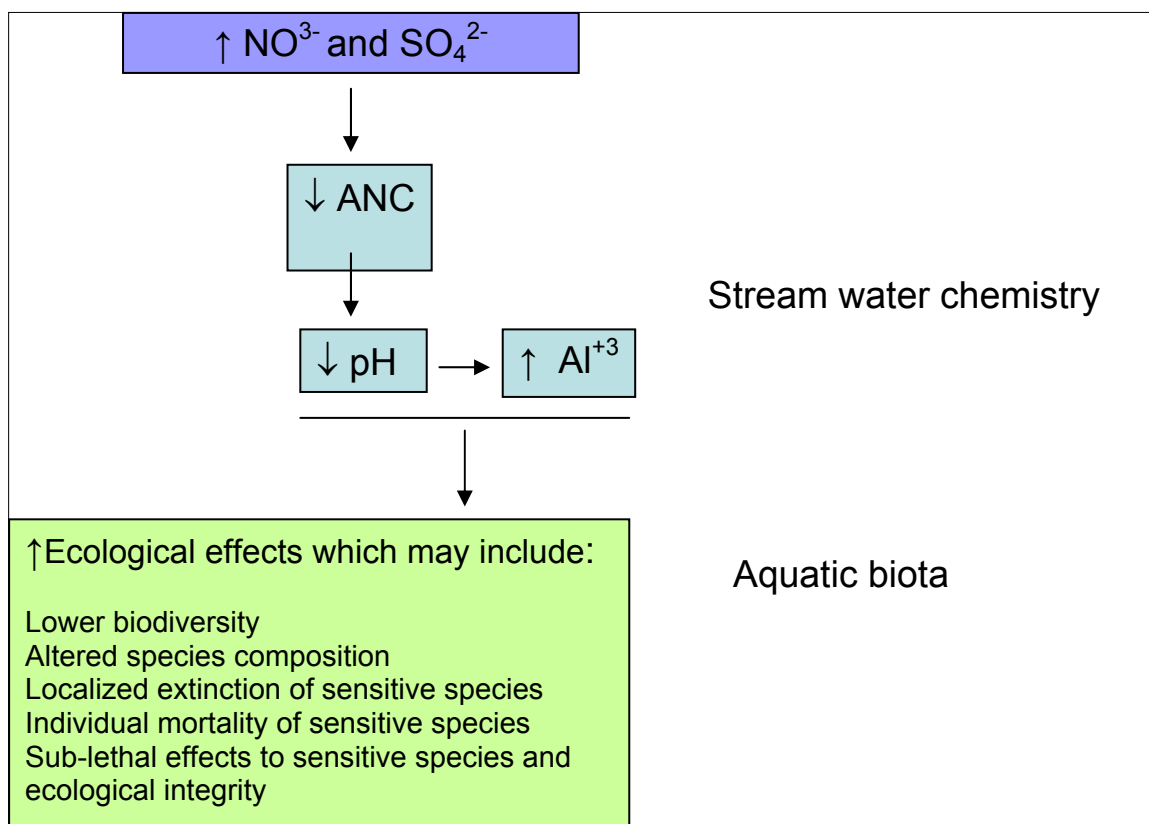 ↑ NO³⁻ and SO₄²⁻
↓ ANC
Stream water chemistry
↓ pH
↑ Al⁺³
↑Ecological effects which may include:
Aquatic biota
Lower biodiversity
Altered species composition
Localized extinction of sensitive species
Individual mortality of sensitive species
Sub-lethal effects to sensitive species and
ecological integrity